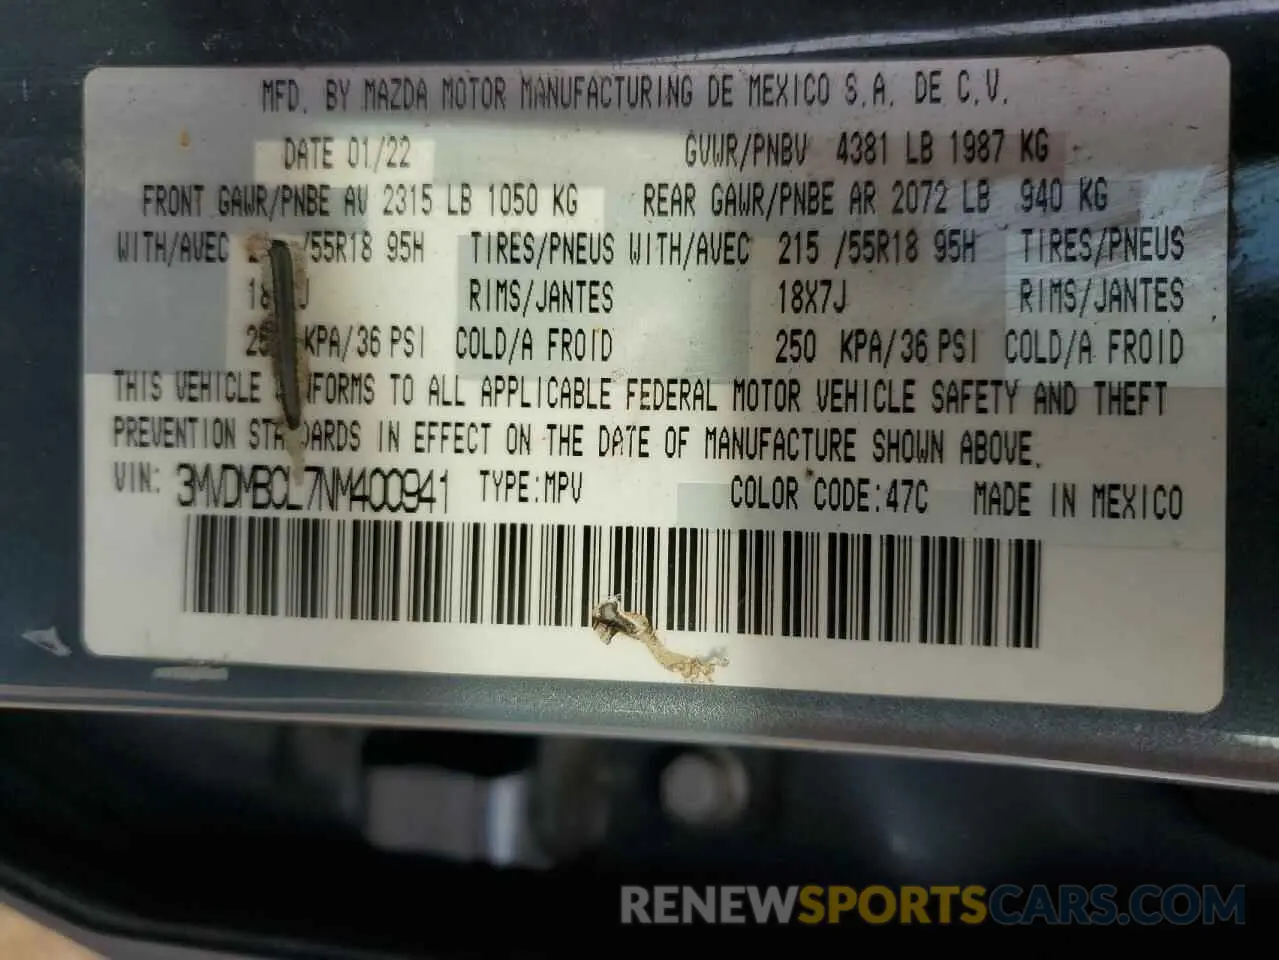 MFD. BY MAZDA MOTOR MANUFACTURING DE MEXICO S.A. DE C.V.
DATE 01/22 GVWR/PNBV 4381 LB 1987 KG
FRONT GAWR/PNBE AV 2315 LB 1050 KG REAR GAWR/PNBE AR 2072 LB 940 KG
WITH/AVEC /55R18 95H TIRES/PNEUS WITH/AVEC 215 /55R18 95H TIRES/PNEUS
RIMS/JANTES 18X7J RIMS/JANTES
KPA/36 PSI COLD/A FROID 250 KPA/36 PSI COLD/A FROID
THIS VEHICLE CONFORMS TO ALL APPLICABLE FEDERAL MOTOR VEHICLE SAFETY AND THEFT
PREVENTION STANDARDS IN EFFECT ON THE DATE OF MANUFACTURE SHOWN ABOVE.
VIN: 3MVDMBCL7NM400941 TYPE:MPV COLOR CODE:47C MADE IN MEXICO
RENEWSPORTSCARS.COM